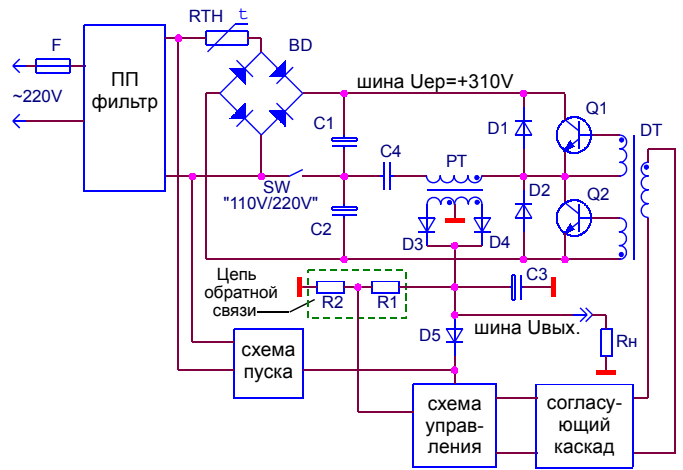 RTH
t
F
BD
ПП
фильтр
~220V
шина Uep=+310V
Q1
DT
D1
C1
C4
PT
SW
"110V/220V"
D2
Q2
C2
D3
D4
Цепь
обратной
связи
R2
R1
C3
D5
шина Uвых.
Rн
схема
пуска
схема
управ-
ления
согласу-
ющий
каскад